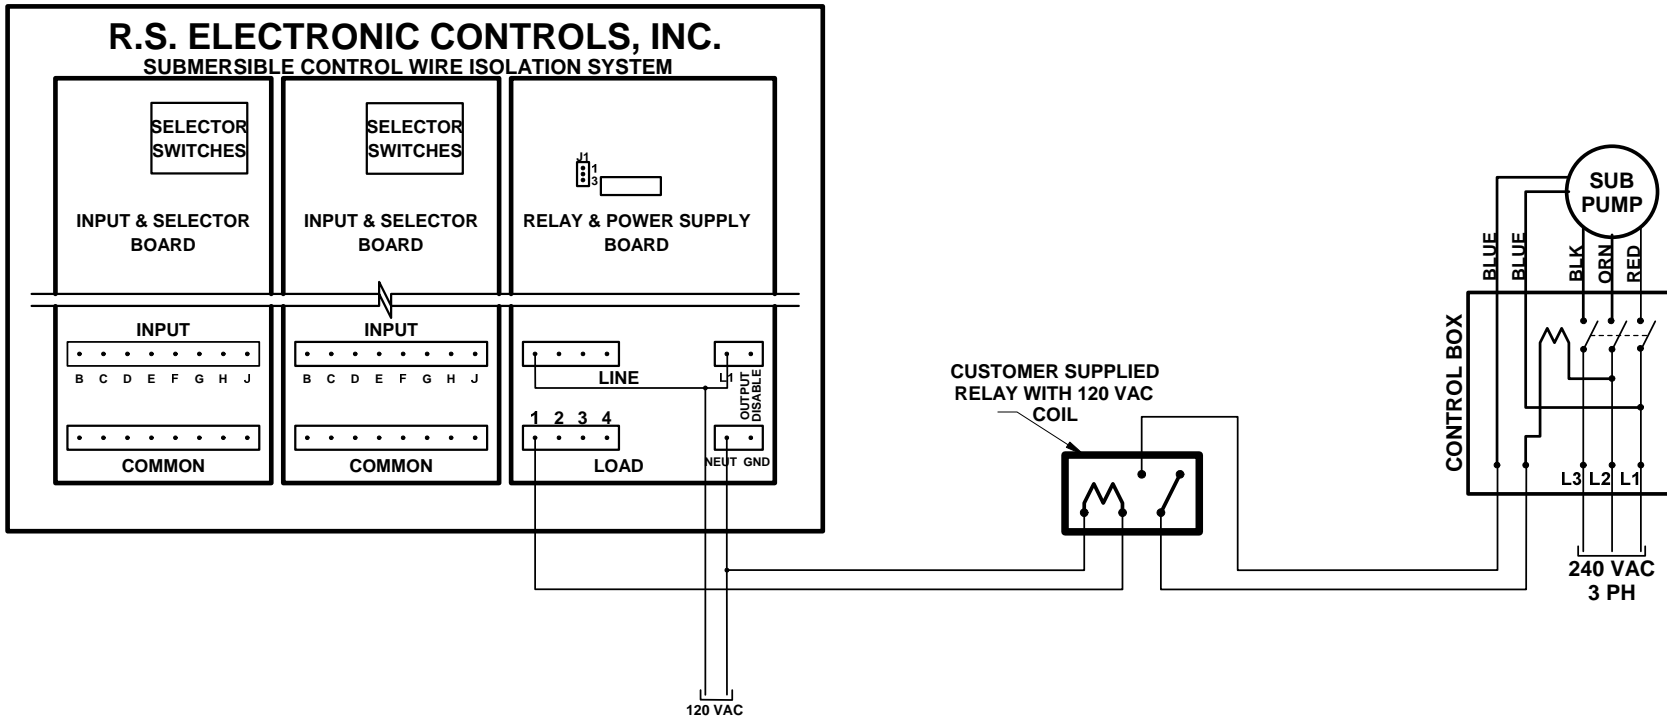 R.S. ELECTRONIC CONTROLS, INC.
SUBMERSIBLE CONTROL WIRE ISOLATION SYSTEM
SELECTOR
SWITCHES
INPUT & SELECTOR
BOARD
INPUT
B C D E F G H J
COMMON
SELECTOR
SWITCHES
INPUT & SELECTOR
BOARD
INPUT
B C D E F G H J
COMMON
J1
1
3
RELAY & POWER SUPPLY
BOARD
LINE
L1
OUTPUT
DISABLE
1 2 3 4
LOAD
NEUT GND
120 VAC
CUSTOMER SUPPLIED
RELAY WITH 120 VAC
COIL
SUB
PUMP
BLUE
BLUE
BLK
ORN
RED
CONTROL BOX
L3 L2 L1
240 VAC
3 PH